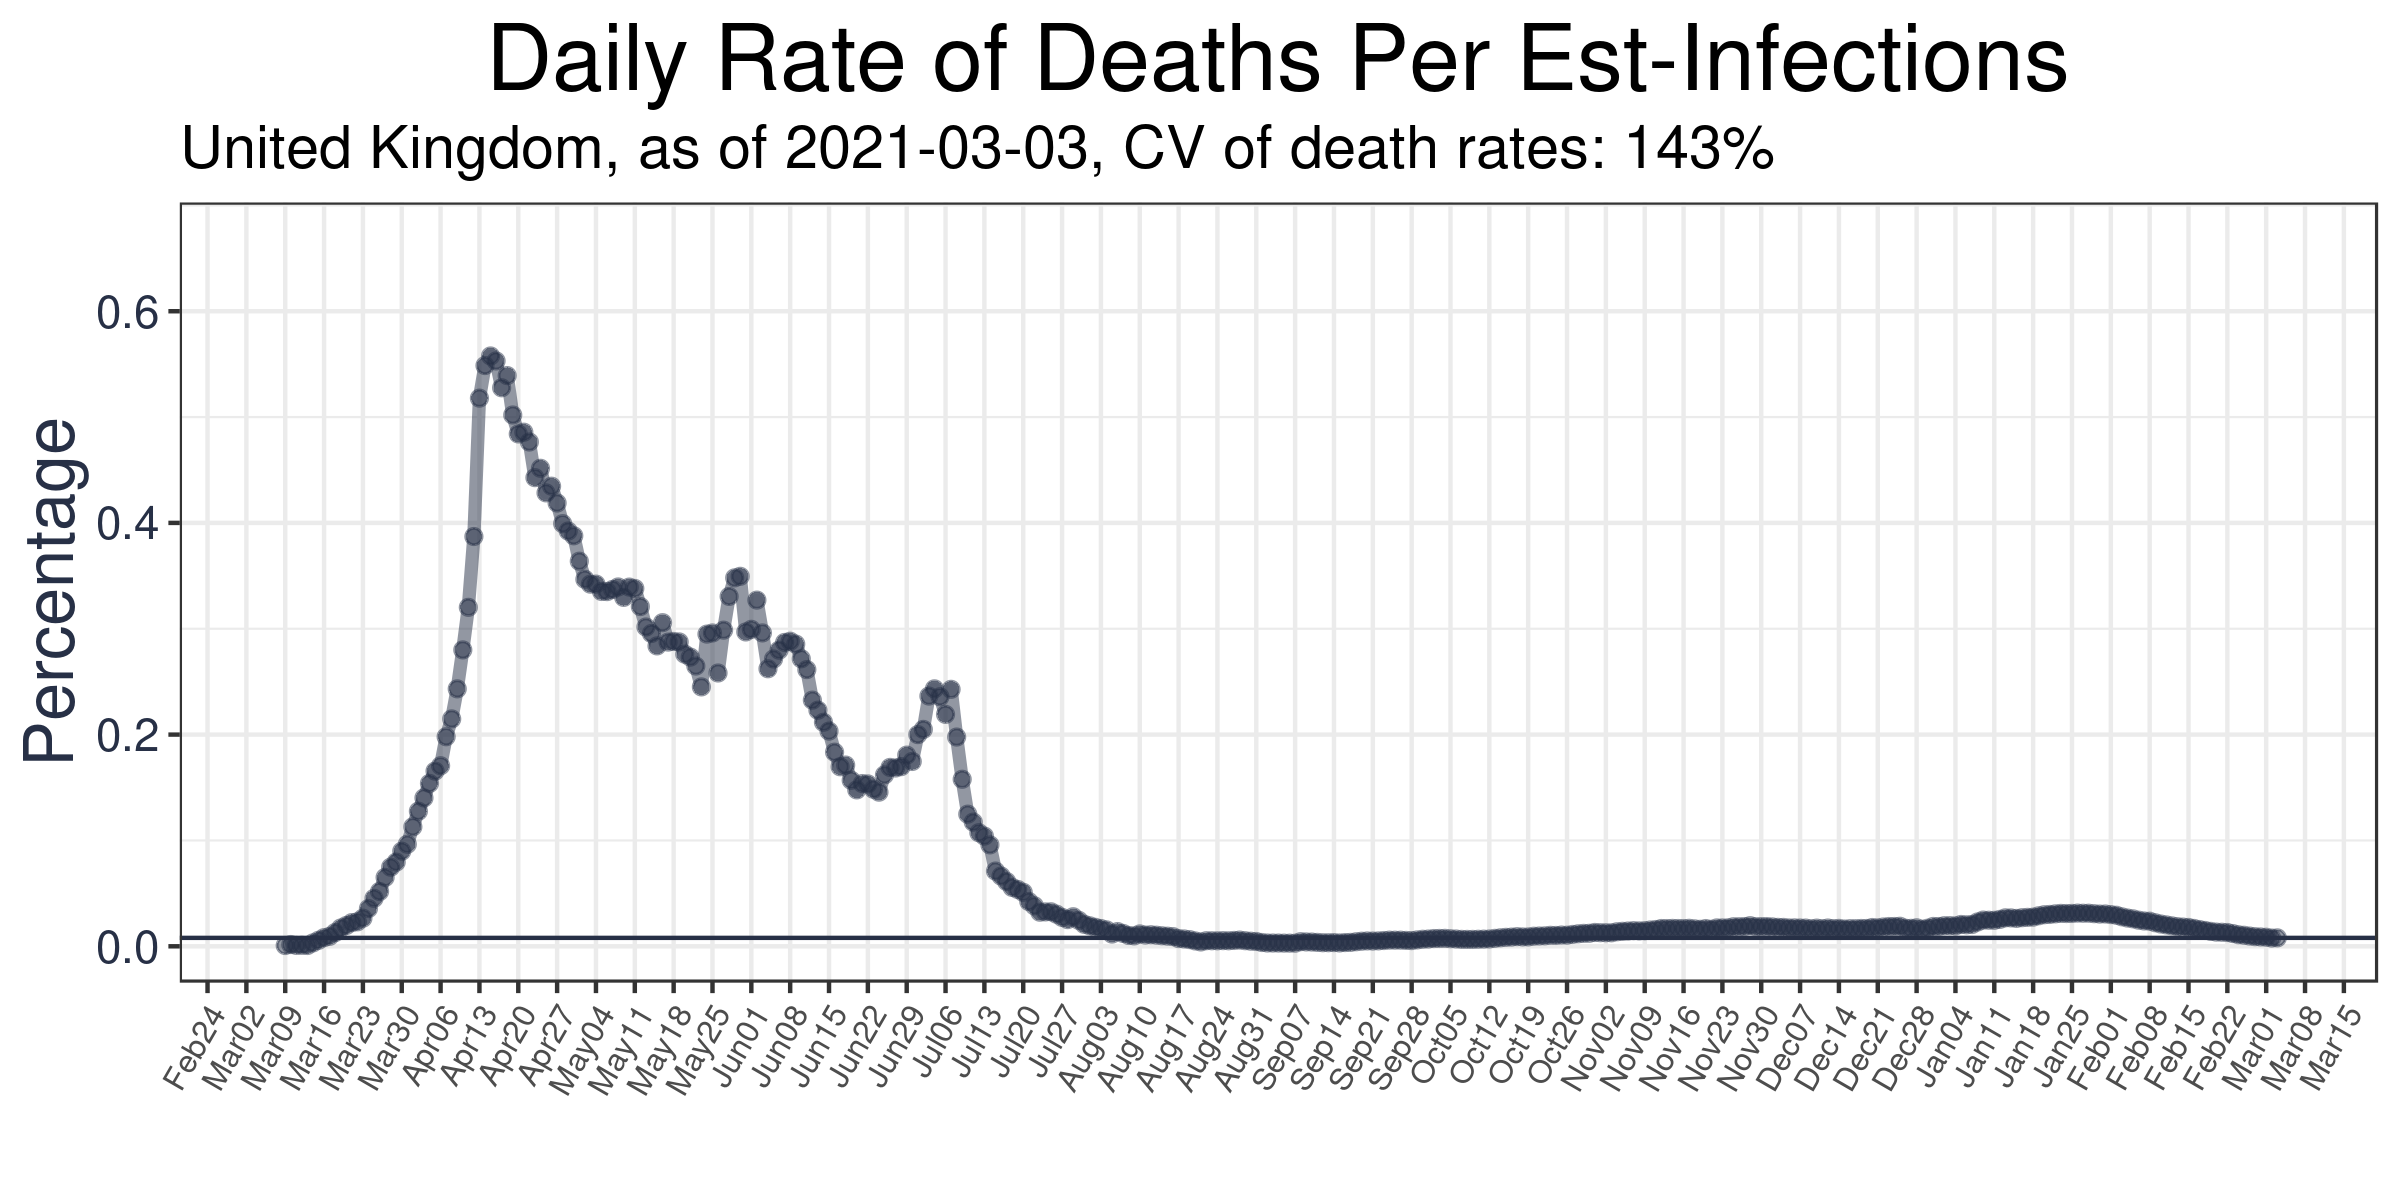 Daily Rate of Deaths Per Est-Infections
United Kingdom, as of 2021-03-03, CV of death rates: 143%
Percentage
0.6
0.4
0.2
0.0
Feb24
Mar02
Mar09
Mar16
Mar23
Mar30
Apr06
Apr13
Apr20
Apr27
May04
May11
May18
May25
Jun01
Jun08
Jun15
Jun22
Jun29
Jul06
Jul13
Jul20
Jul27
Aug03
Aug10
Aug17
Aug24
Aug31
Sep07
Sep14
Sep21
Sep28
Oct05
Oct12
Oct19
Oct26
Nov02
Nov09
Nov16
Nov23
Nov30
Dec07
Dec14
Dec21
Dec28
Jan04
Jan11
Jan18
Jan25
Feb01
Feb08
Feb15
Feb22
Mar01
Mar08
Mar15